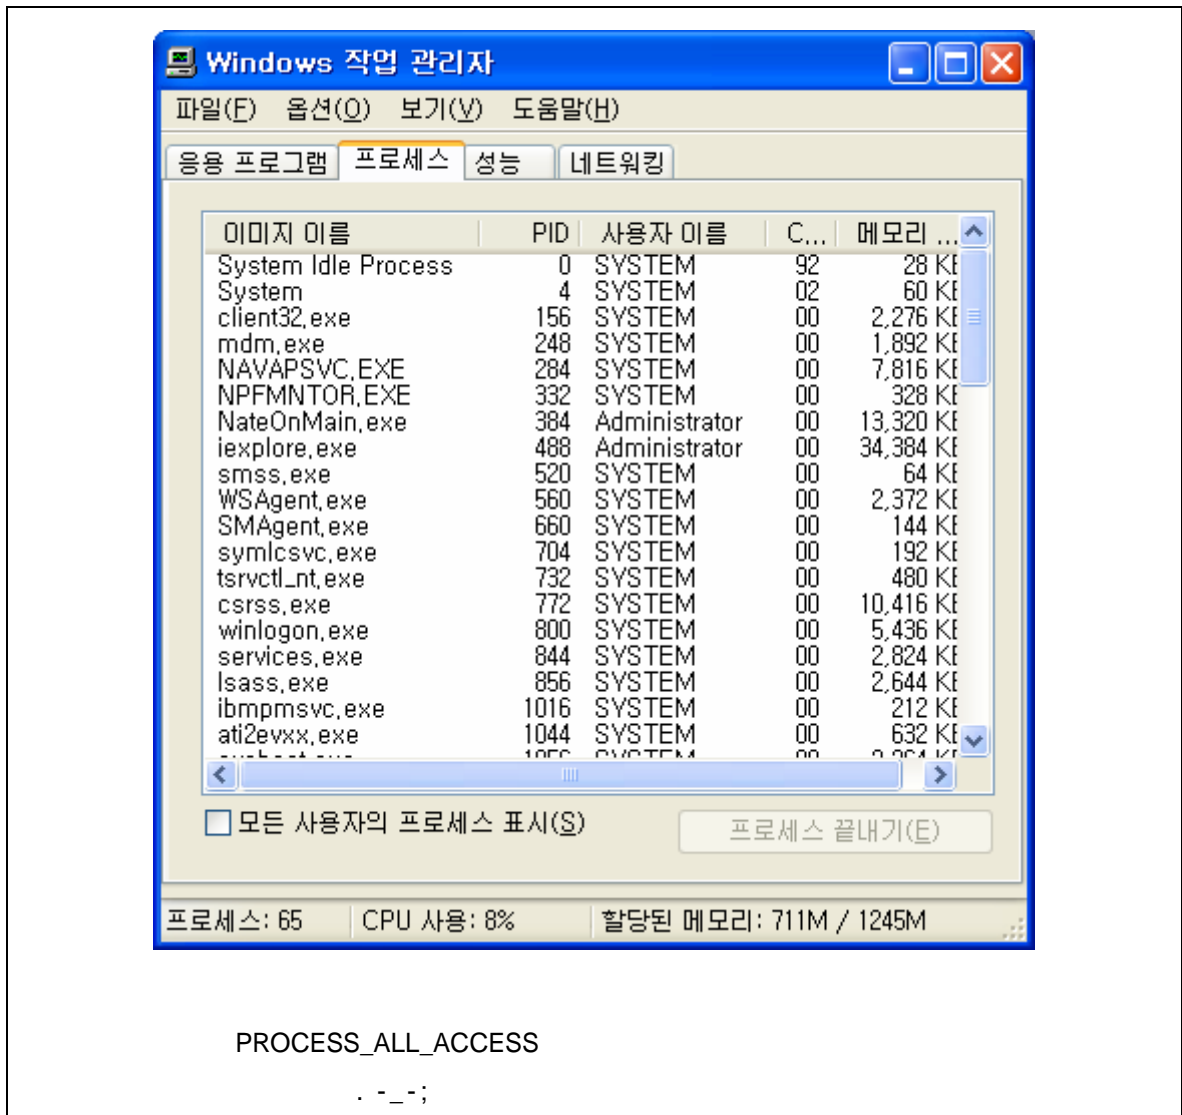 Windows 작업 관리자
파일(F) 옵션(O) 보기(V) 도움말(H)
응용 프로그램 프로세스 성능 네트워킹
이미지 이름 PID 사용자 이름 C... 메모리 ...
System Idle Process 0 SYSTEM 92 28 KB
System 4 SYSTEM 02 60 KB
client32.exe 156 SYSTEM 00 2,276 KB
mdm.exe 248 SYSTEM 00 1,892 KB
NAVAPSVC.EXE 284 SYSTEM 00 7,816 KB
NPFMNTOR.EXE 332 SYSTEM 00 328 KB
NateOnMain.exe 384 Administrator 00 13,320 KB
iexplore.exe 488 Administrator 00 34,384 KB
smss.exe 520 SYSTEM 00 64 KB
WSAgent.exe 560 SYSTEM 00 2,372 KB
SMAgent.exe 660 SYSTEM 00 144 KB
symlcsvc.exe 704 SYSTEM 00 192 KB
tsrvctl_nt.exe 732 SYSTEM 00 480 KB
csrss.exe 772 SYSTEM 00 10,416 KB
winlogon.exe 800 SYSTEM 00 5,436 KB
services.exe 844 SYSTEM 00 2,824 KB
lsass.exe 856 SYSTEM 00 2,644 KB
ibmpmsvc.exe 1016 SYSTEM 00 212 KB
ati2evxx.exe 1044 SYSTEM 00 632 KB
모든 사용자의 프로세스 표시(S) 프로세스 끝내기(E)
프로세스: 65 CPU 사용: 8% 할당된 메모리: 711M / 1245M
PROCESS_ALL_ACCESS
. -_-;